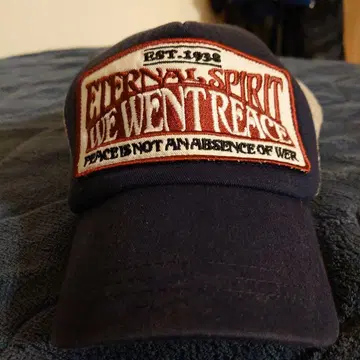 EST.1938
ETERNAL SPIRIT
WE WENT REACE
PEACE IS NOT AN ABSENCE OF WER